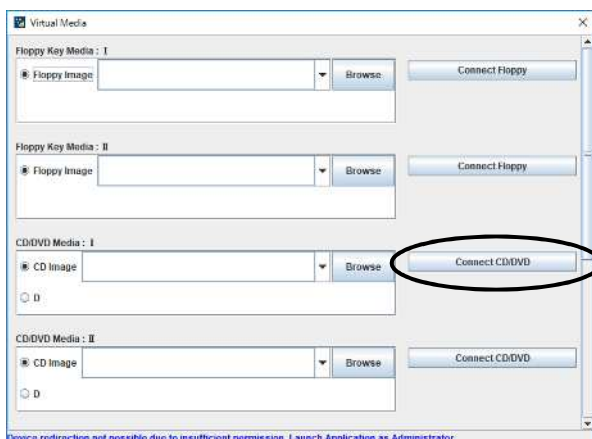 Virtual Media
Floppy Key Media : I
Floppy Image Browse Connect Floppy
Floppy Key Media : II
Floppy Image Browse Connect Floppy
CD/DVD Media : I
CD Image Browse Connect CD/DVD
D
CD/DVD Media : II
CD Image Browse Connect CD/DVD
D
Device redirection not possible due to insufficient permission. Launch Application as Administrator